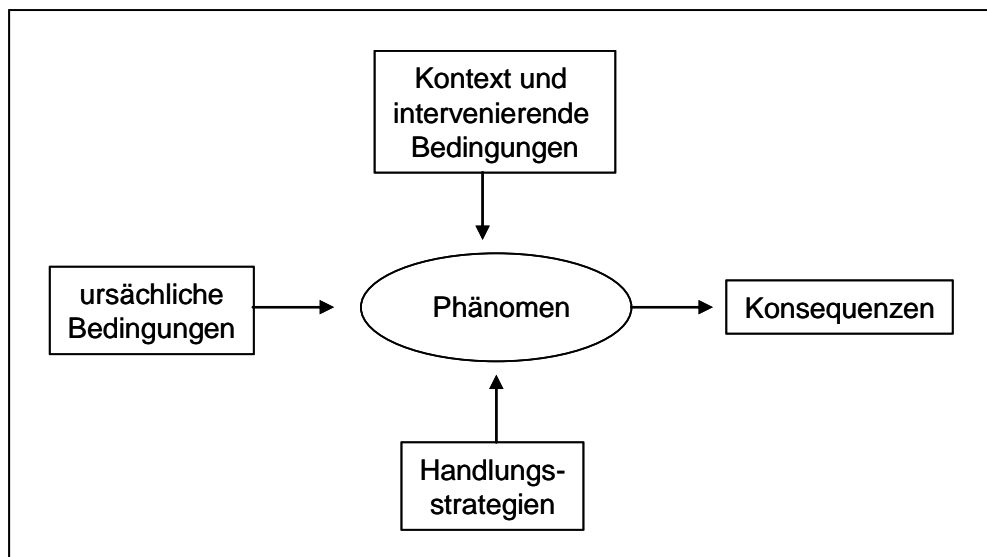 Kontext und
intervenierende
Bedingungen
ursächliche
Bedingungen
Phänomen
Konsequenzen
Handlungs-
strategien